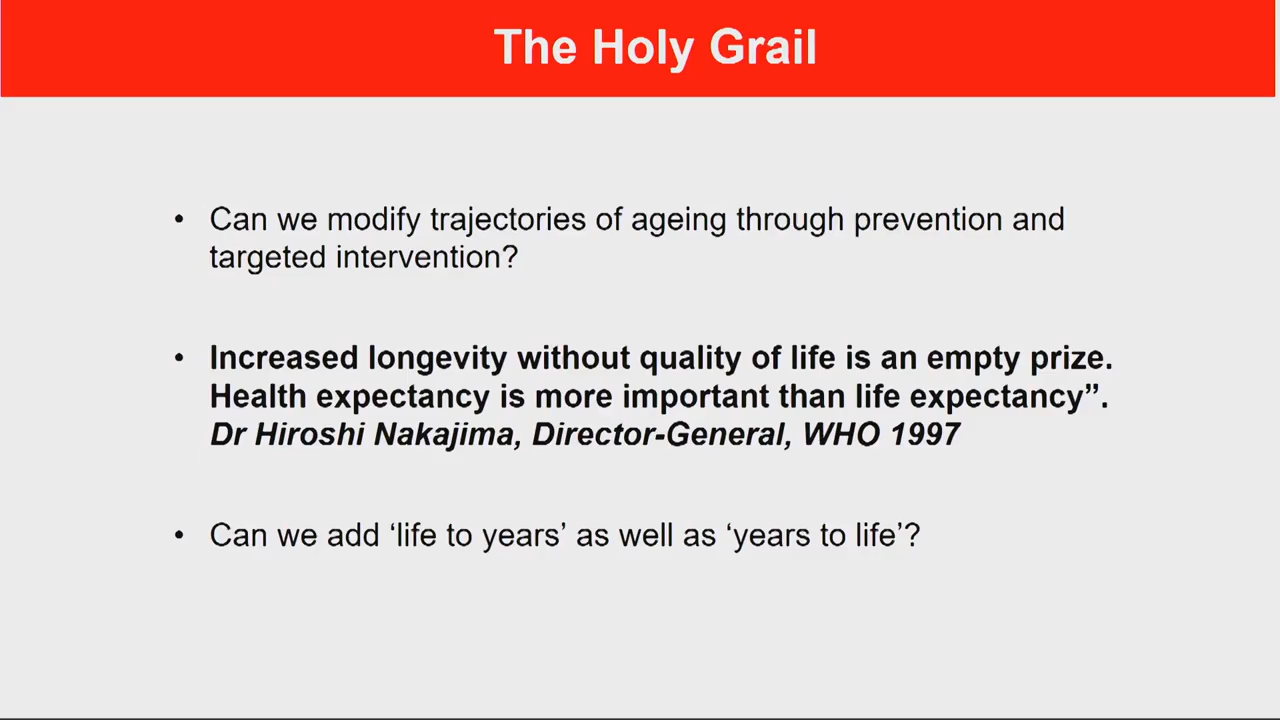 The Holy Grail
• Can we modify trajectories of ageing through prevention and
targeted intervention?
• Increased longevity without quality of life is an empty prize.
Health expectancy is more important than life expectancy”.
Dr Hiroshi Nakajima, Director-General, WHO 1997
• Can we add ‘life to years’ as well as ‘years to life’?